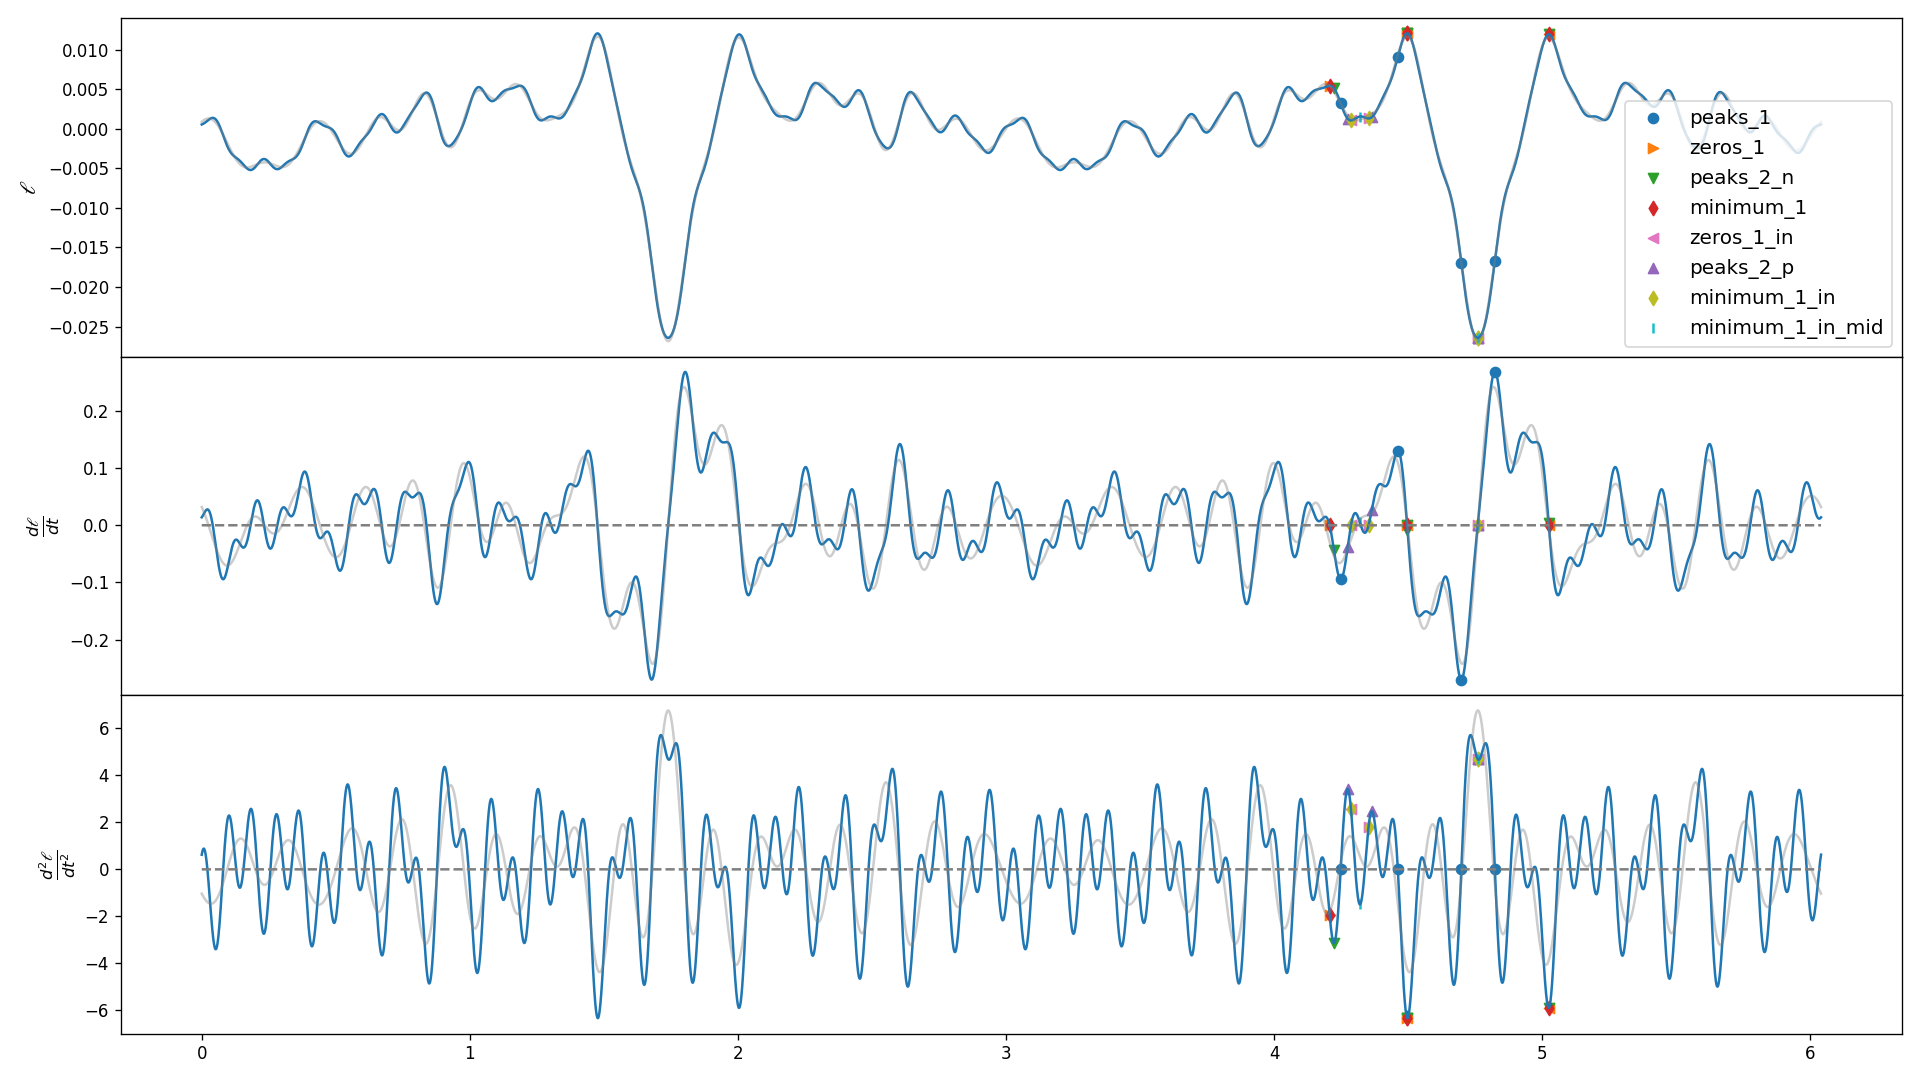 0.010
0.005
0.000
−0.005
−0.010
−0.015
−0.020
−0.025
ℓ
peaks_1
zeros_1
peaks_2_n
minimum_1
zeros_1_in
peaks_2_p
minimum_1_in
minimum_1_in_mid
0.2
0.1
0.0
−0.1
−0.2
dℓ
dt
6
4
2
0
−2
−4
−6
d²ℓ
dt²
0 1 2 3 4 5 6